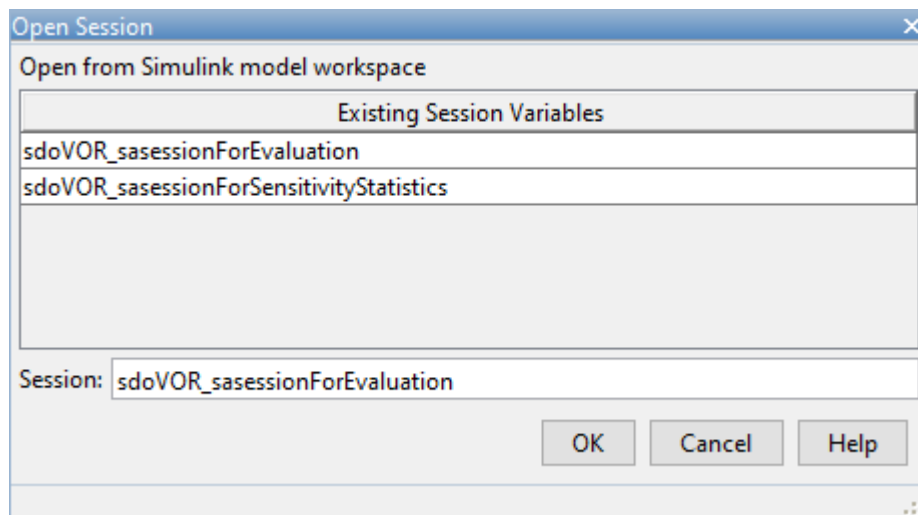 Open Session
Open from Simulink model workspace
Existing Session Variables
sdoVOR_sasessionForEvaluation
sdoVOR_sasessionForSensitivityStatistics
Session: sdoVOR_sasessionForEvaluation
OK Cancel Help